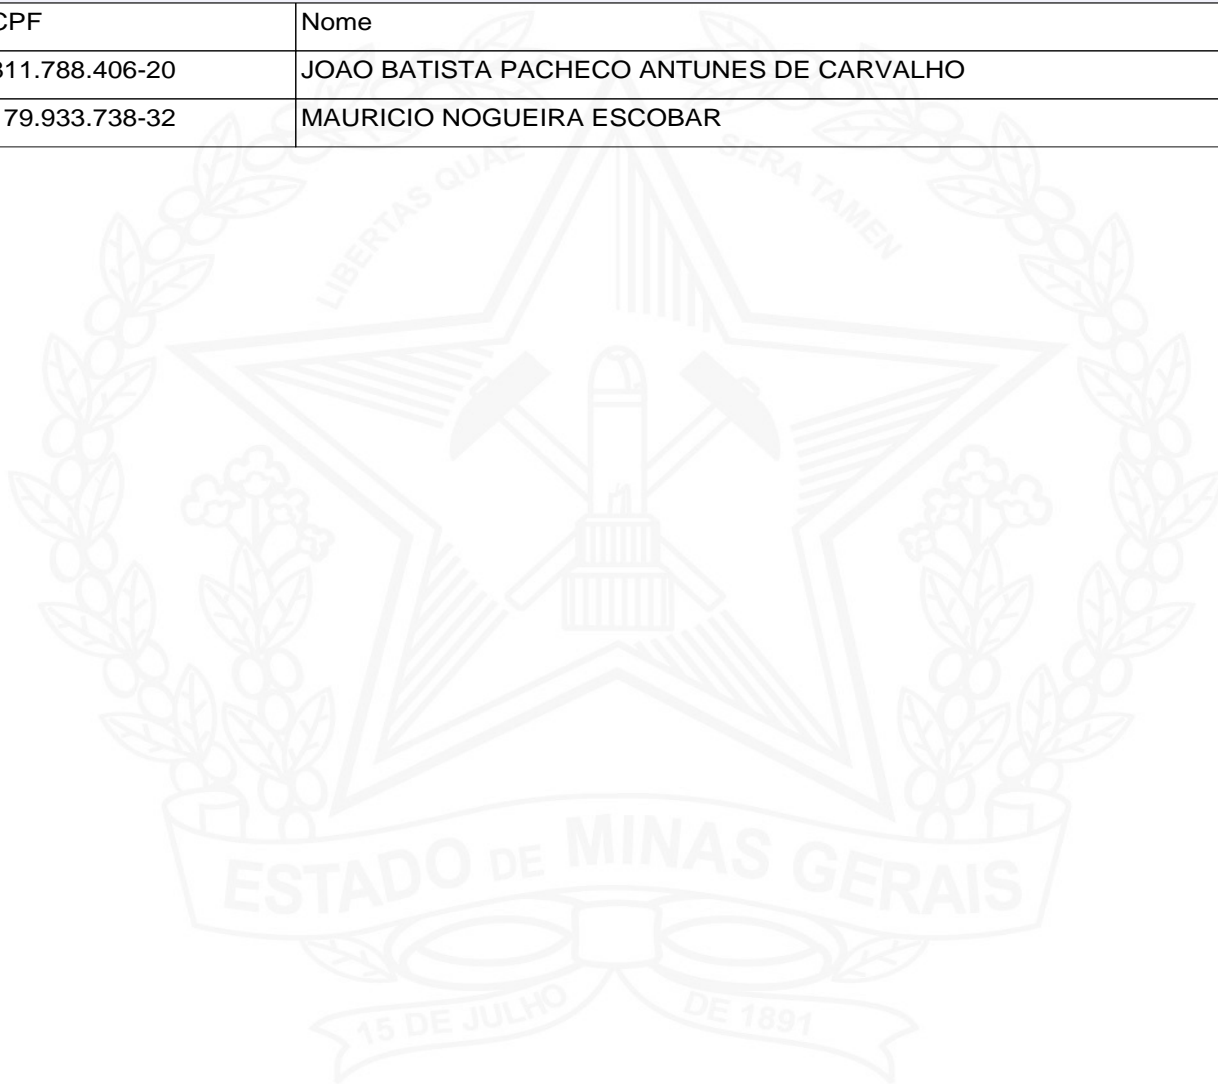 CPF Nome
811.788.406-20 JOAO BATISTA PACHECO ANTUNES DE CARVALHO
79.933.738-32 MAURICIO NOGUEIRA ESCOBAR
LIBERTAS QUAE SERA TAMEN
ESTADO DE MINAS GERAIS
15 DE JULHO DE 1891